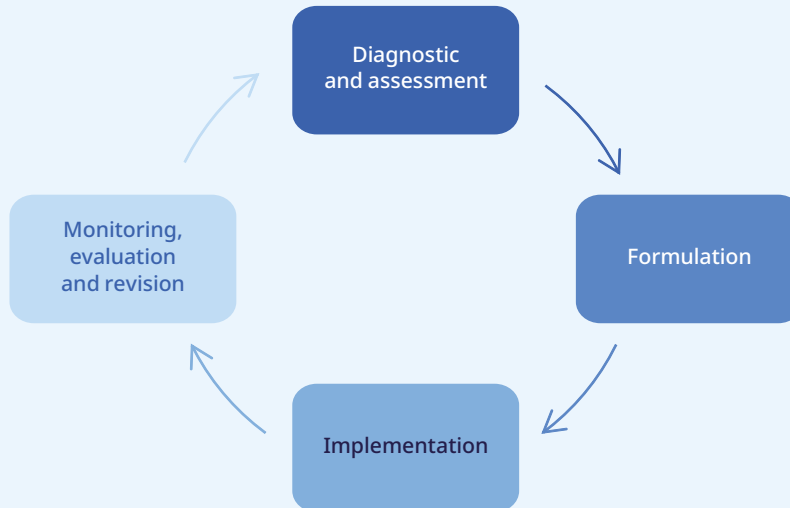 Diagnostic
and assessment
Formulation
Implementation
Monitoring,
evaluation
and revision